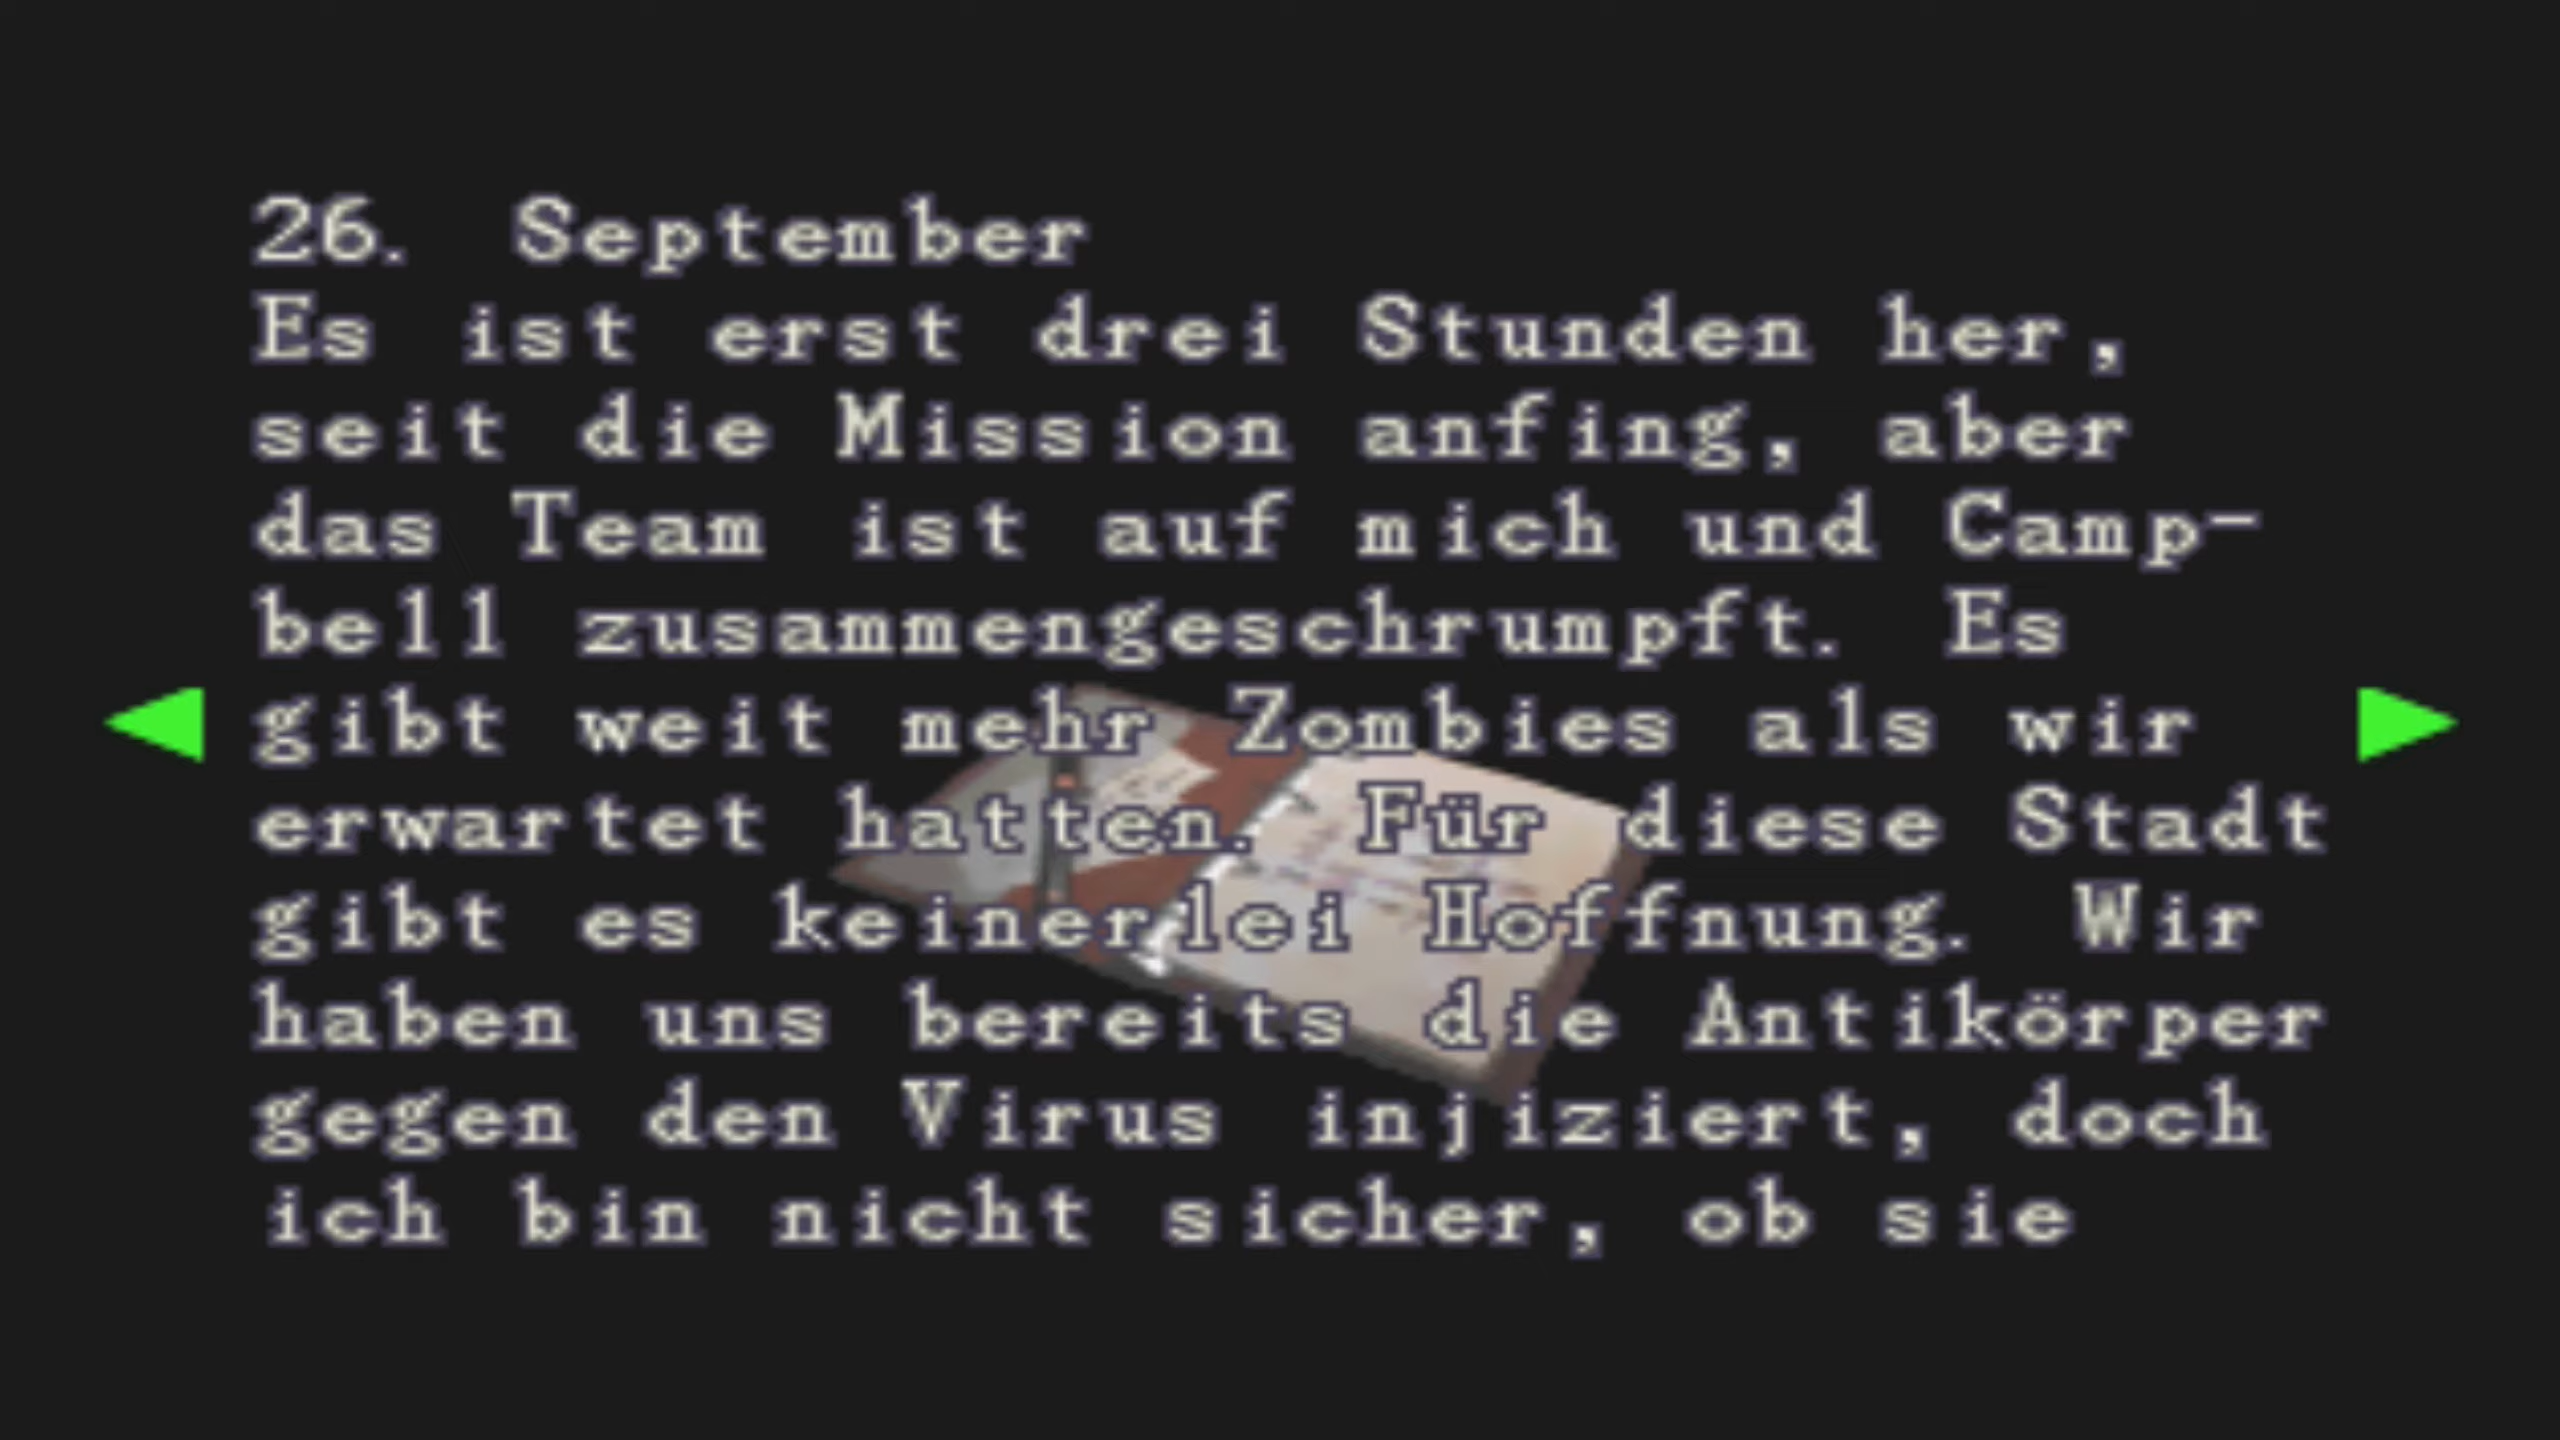 26. September
Es ist erst drei Stunden her,
seit die Mission anfing, aber
das Team ist auf mich und Camp-
bell zusammengeschrumpft. Es
gibt weit mehr Zombies als wir
erwartet hatten. Für diese Stadt
gibt es keinerlei Hoffnung. Wir
haben uns bereits die Antikörper
gegen den Virus injiziert, doch
ich bin nicht sicher, ob sie